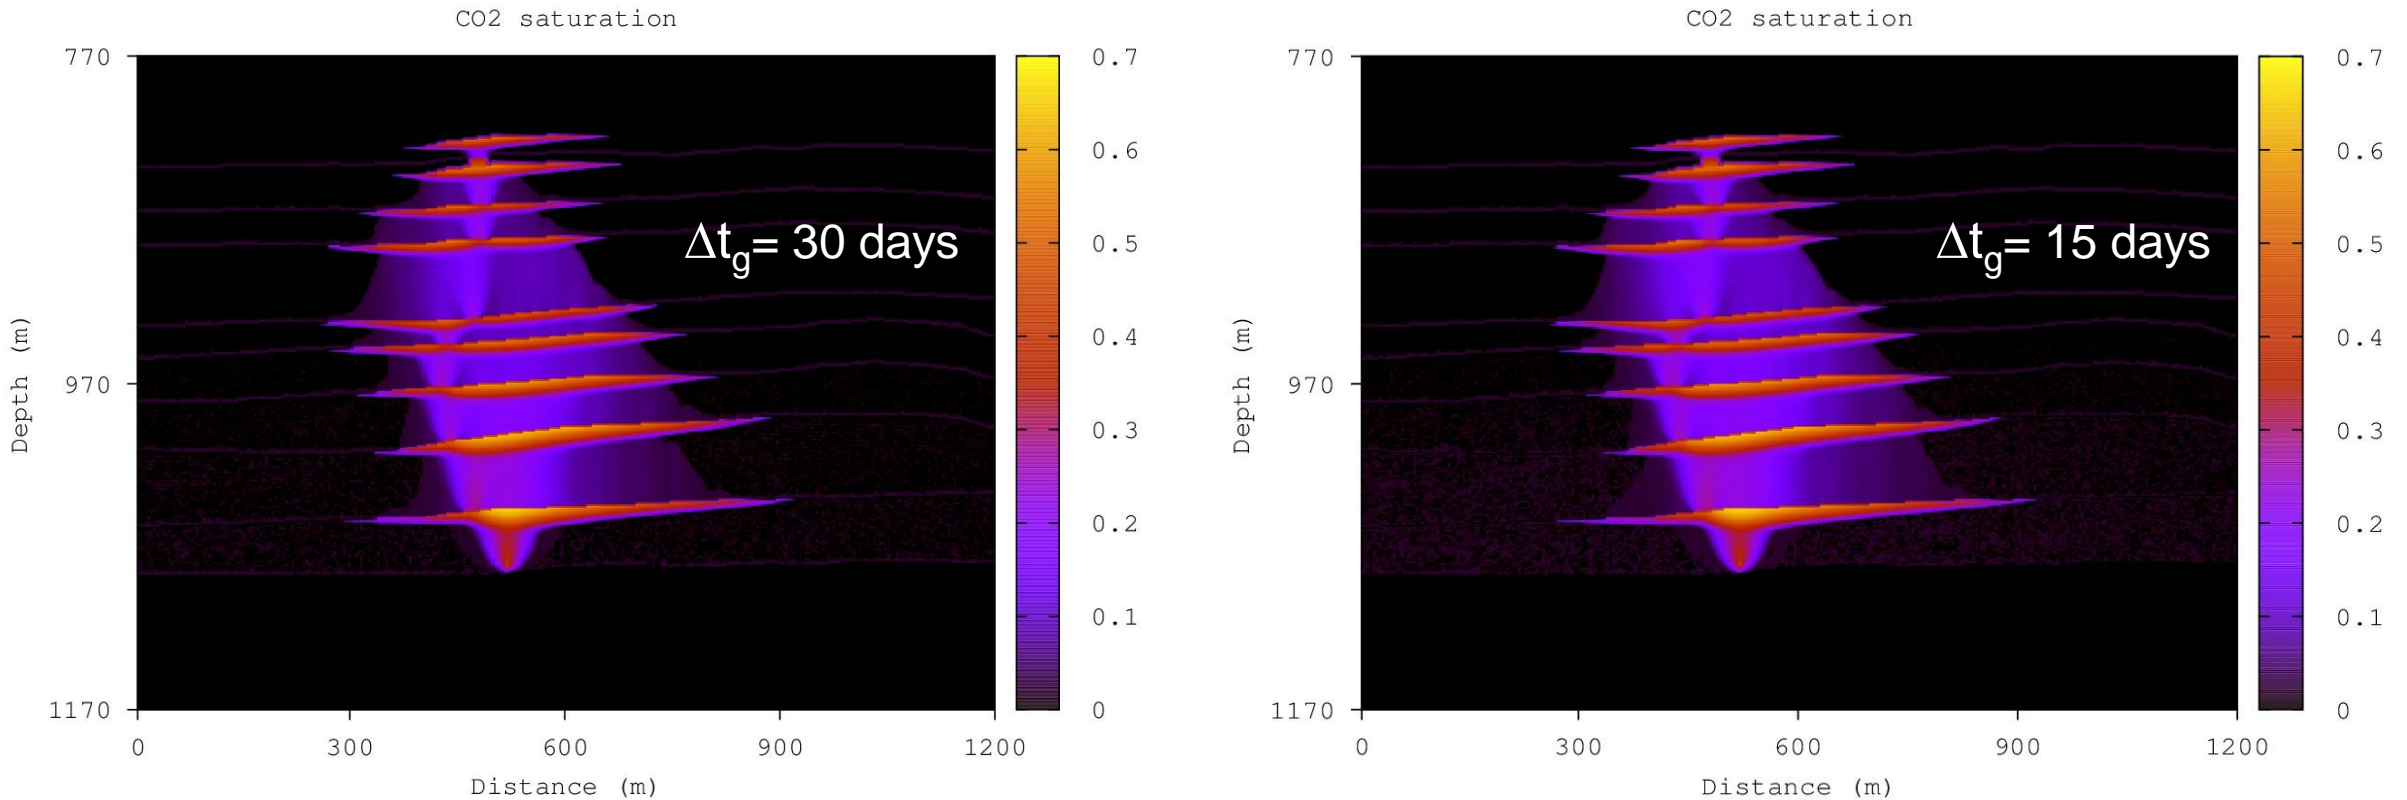 CO2 saturation
770
970
1170
Depth (m)
0 300 600 900 1200
Distance (m)
Δtg= 30 days
0.7
0.6
0.5
0.4
0.3
0.2
0.1
0
CO2 saturation
770
970
1170
Depth (m)
0 300 600 900 1200
Distance (m)
Δtg= 15 days
0.7
0.6
0.5
0.4
0.3
0.2
0.1
0